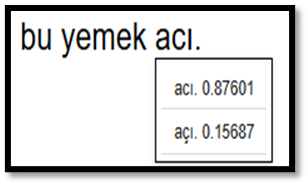 bu yemek acı.
acı. 0.87601
açı. 0.15687